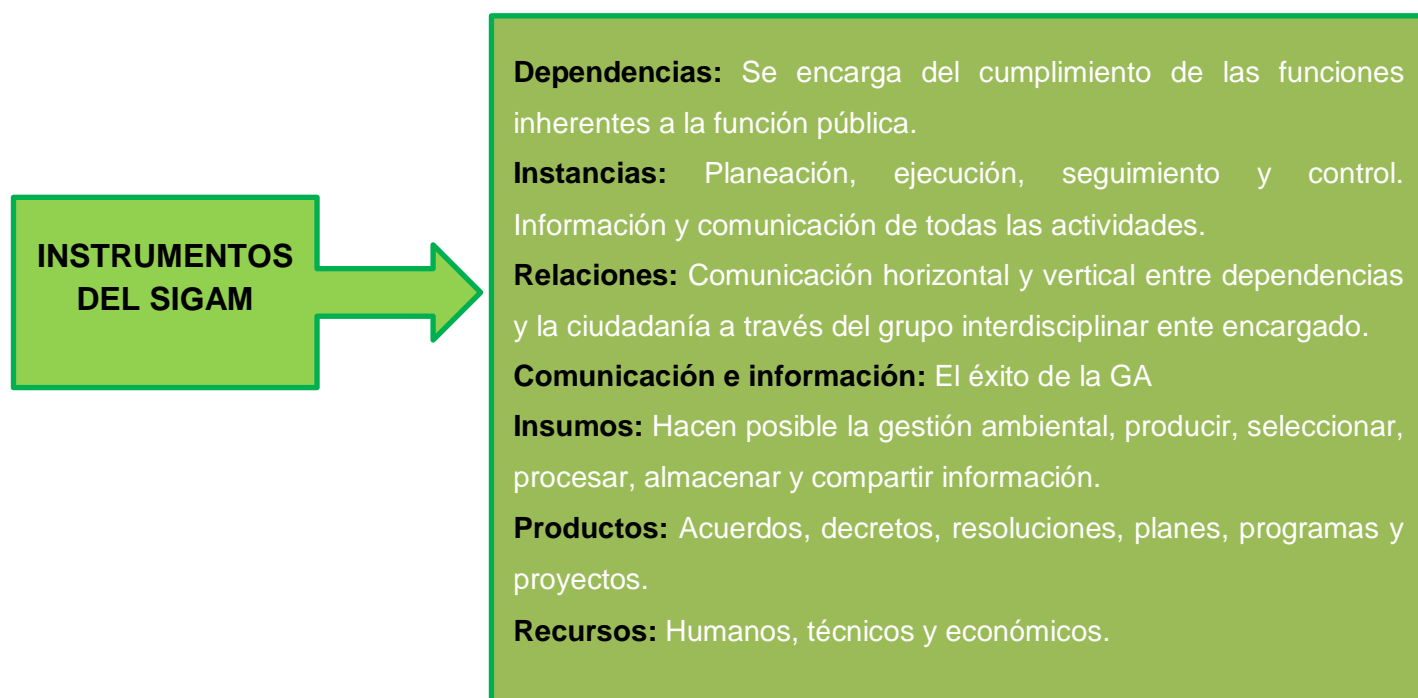 INSTRUMENTOS
DEL SIGAM
Dependencias: Se encarga del cumplimiento de las funciones
inherentes a la función pública.
Instancias: Planeación, ejecución, seguimiento y control.
Información y comunicación de todas las actividades.
Relaciones: Comunicación horizontal y vertical entre dependencias
y la ciudadanía a través del grupo interdisciplinar ente encargado.
Comunicación e información: El éxito de la GA
Insumos: Hacen posible la gestión ambiental, producir, seleccionar,
procesar, almacenar y compartir información.
Productos: Acuerdos, decretos, resoluciones, planes, programas y
proyectos.
Recursos: Humanos, técnicos y económicos.